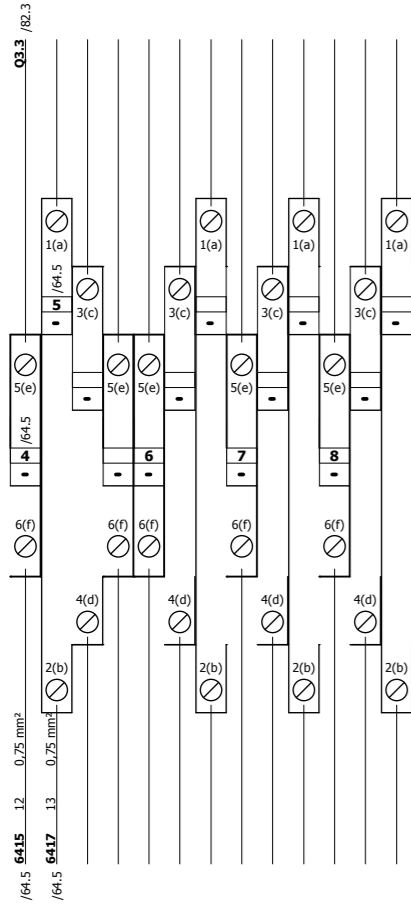 Q3.3 /82.3
1(a) 1(a) 1(a) 1(a)
/64.5
5 -
3(c) 3(c) 3(c) 3(c)
- - -
5(e) 5(e) 5(e) 5(e) 5(e)
- - - -
/64.5
4 6 7 8
- - - - -
6(f) 6(f) 6(f) 6(f) 6(f)
4(d) 4(d) 4(d) 4(d)
2(b) 2(b) 2(b) 2(b)
/64.5 6415 12 0,75 mm²
/64.5 6417 13 0,75 mm²